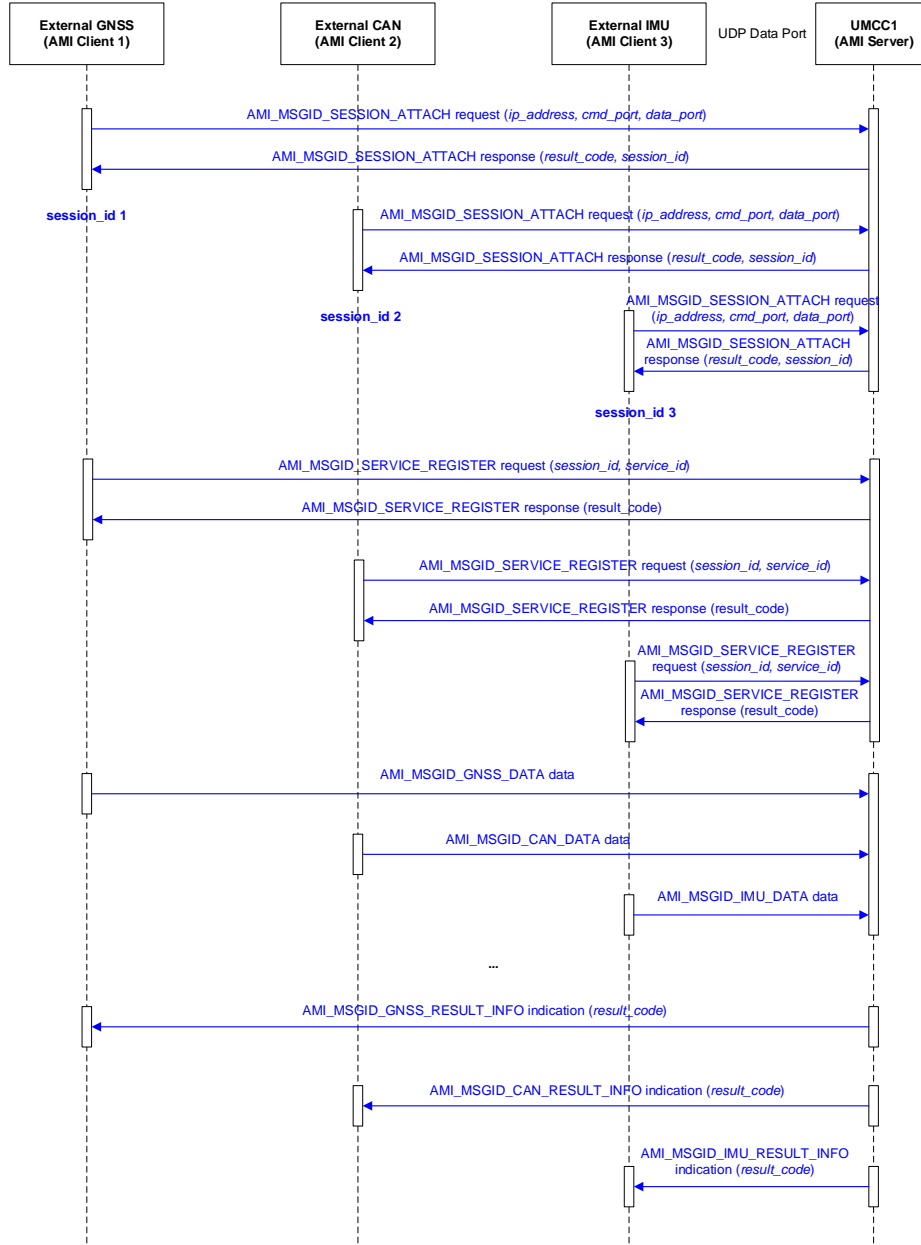 External GNSS
(AMI Client 1)
External CAN
(AMI Client 2)
External IMU
(AMI Client 3)
UDP Data Port
UMCC1
(AMI Server)
AMI_MSGID_SESSION_ATTACH request (ip_address, cmd_port, data_port)
AMI_MSGID_SESSION_ATTACH response (result_code, session_id)
session_id 1
AMI_MSGID_SESSION_ATTACH request (ip_address, cmd_port, data_port)
AMI_MSGID_SESSION_ATTACH response (result_code, session_id)
session_id 2
AMI_MSGID_SESSION_ATTACH request
(ip_address, cmd_port, data_port)
AMI_MSGID_SESSION_ATTACH
response (result_code, session_id)
session_id 3
AMI_MSGID_SERVICE_REGISTER request (session_id, service_id)
AMI_MSGID_SERVICE_REGISTER response (result_code)
AMI_MSGID_SERVICE_REGISTER request (session_id, service_id)
AMI_MSGID_SERVICE_REGISTER response (result_code)
AMI_MSGID_SERVICE_REGISTER
request (session_id, service_id)
AMI_MSGID_SERVICE_REGISTER
response (result_code)
AMI_MSGID_GNSS_DATA data
AMI_MSGID_CAN_DATA data
AMI_MSGID_IMU_DATA data
...
AMI_MSGID_GNSS_RESULT_INFO indication (result_code)
AMI_MSGID_CAN_RESULT_INFO indication (result_code)
AMI_MSGID_IMU_RESULT_INFO
indication (result_code)